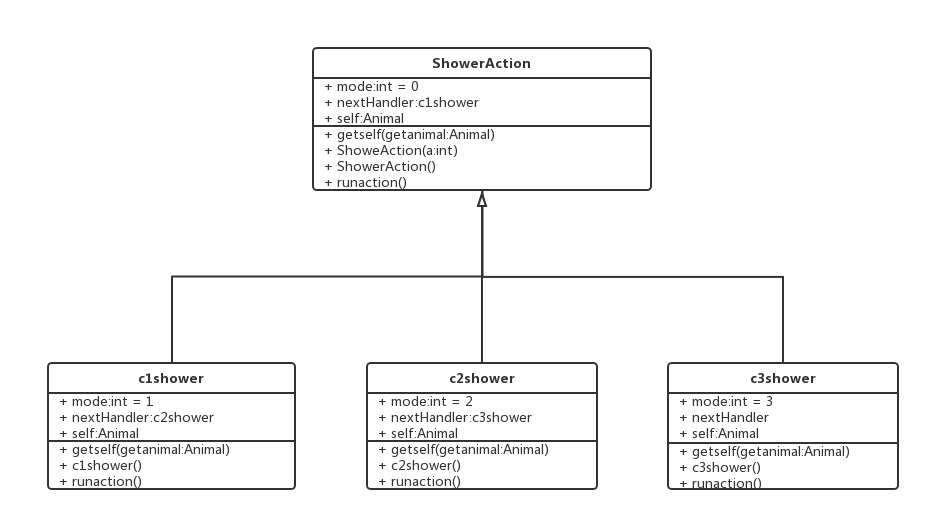 ShowerAction
+ mode:int = 0
+ nextHandler:c1shower
+ self:Animal
+ getself(getanimal:Animal)
+ ShoweAction(a:int)
+ ShowerAction()
+ runaction()
c1shower
+ mode:int = 1
+ nextHandler:c2shower
+ self:Animal
+ getself(getanimal:Animal)
+ c1shower()
+ runaction()
c2shower
+ mode:int = 2
+ nextHandler:c3shower
+ self:Animal
+ getself(getanimal:Animal)
+ c2shower()
+ runaction()
c3shower
+ mode:int = 3
+ nextHandler
+ self:Animal
+ getself(getanimal:Animal)
+ c3shower()
+ runaction()